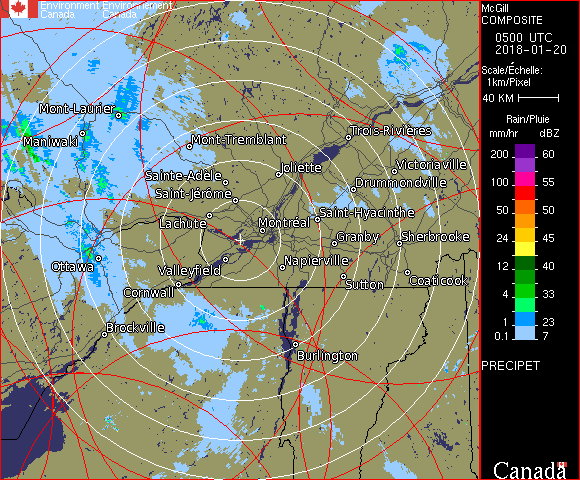 Environment Environnement
Canada Canada
McGill
COMPOSITE
0500 UTC
2018-01-20
Scale/Échelle:
1km/Pixel
40 KM
Rain/Pluie
mm/hr dBZ
200 60
100 55
50 50
24 45
12 40
8 33
4 30
1 23
0.1 7
PRECIPET
Canada
Mont-Laurier
Maniwaki
Mont-Tremblant
Trois-Rivières
Joliette
Victoriaville
Sainte-Adèle
Drummondville
Saint-Jérôme
Saint-Hyacinthe
Lachute
Montréal
Granby
Sherbrooke
Ottawa
Valleyfield
Napierville
Cornwall
Sutton
Coaticook
Brockville
Burlington